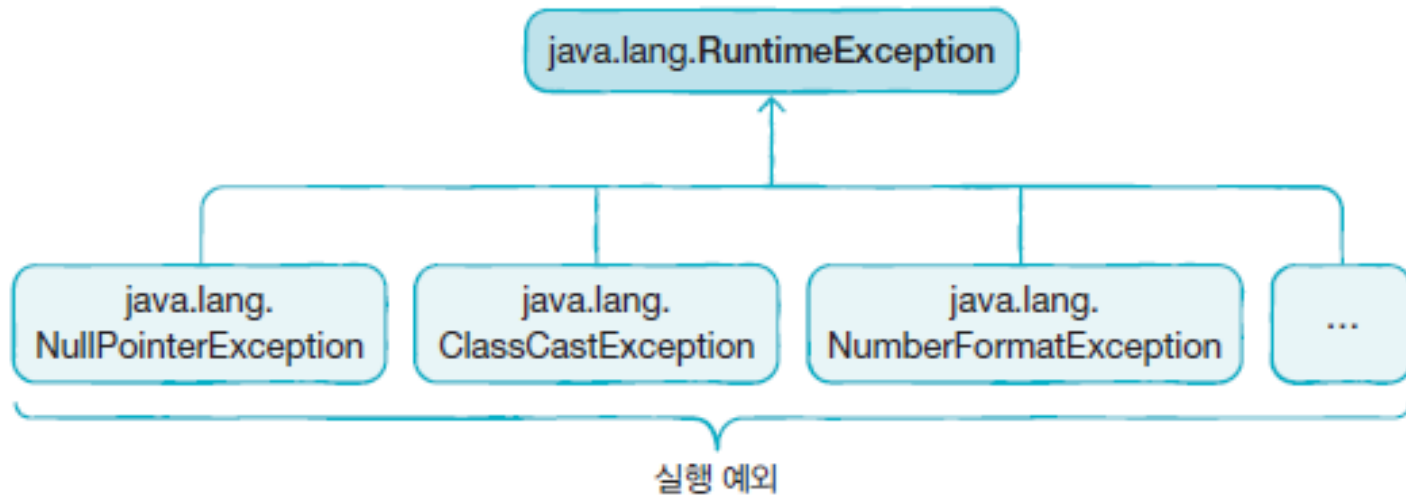 java.lang.RuntimeException
java.lang.
NullPointerException
java.lang.
ClassCastException
java.lang.
NumberFormatException
...
실행 예외